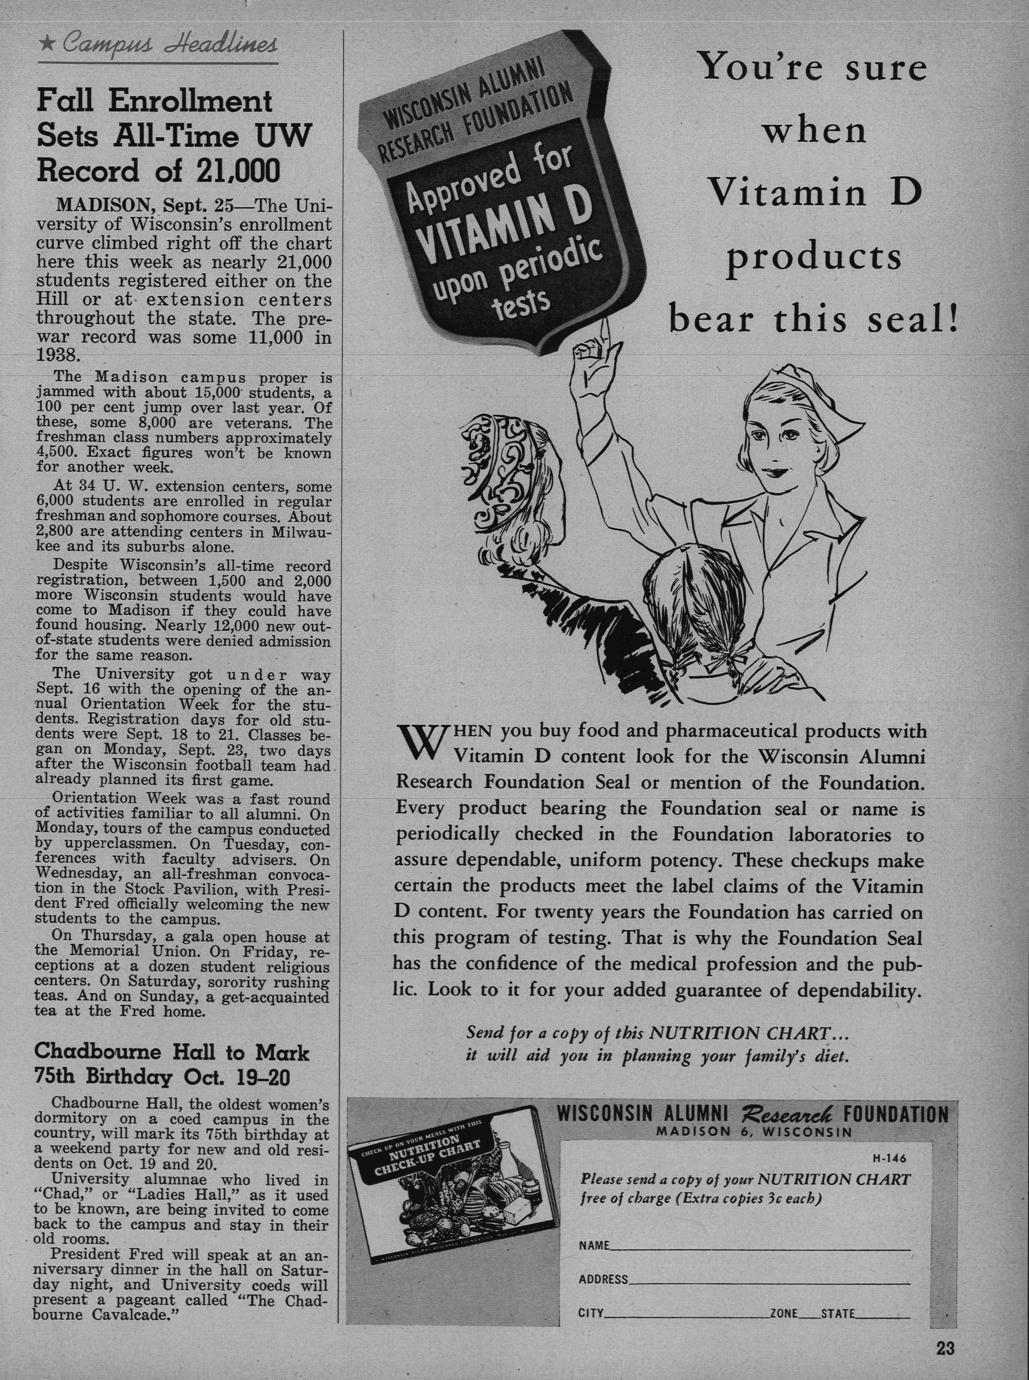 ★ Campus Headlines
Fall Enrollment
Sets All-Time UW
Record of 21,000
MADISON, Sept. 25—The Uni-
versity of Wisconsin's enrollment
curve climbed right off the chart
here this week as nearly 21,000
students registered either on the
Hill or at extension centers
throughout the state. The pre-
war record was some 11,000 in
1938.
The Madison campus proper is
jammed with about 15,000 students, a
100 per cent jump over last year. Of
these, some 8,000 are veterans. The
freshman class numbers approximately
4,500. Exact figures won't be known
for another week.
At 34 U. W. extension centers, some
6,000 students are enrolled in regular
freshman and sophomore courses. About
2,800 are attending centers in Milwau-
kee and its suburbs alone.
Despite Wisconsin's all-time record
registration, between 1,500 and 2,000
more Wisconsin students would have
come to Madison if they could have
found housing. Nearly 12,000 new out-
of-state students were denied admission
for the same reason.
The University got under way
Sept. 16 with the opening of the an-
nual Orientation Week for the stu-
dents. Registration days for old stu-
dents were Sept. 18 to 21. Classes be-
gan on Monday, Sept. 23, two days
after the Wisconsin football team had
already planned its first game.
Orientation Week was a fast round
of activities familiar to all alumni. On
Monday, tours of the campus conducted
by upperclassmen. On Tuesday, con-
ferences with faculty advisers. On
Wednesday, an all-freshman convoca-
tion in the Stock Pavilion, with Presi-
dent Fred officially welcoming the new
students to the campus.
On Thursday, a gala open house at
the Memorial Union. On Friday, re-
ceptions at a dozen student religious
centers. On Saturday, sorority rushing
teas. And on Sunday, a get-acquainted
tea at the Fred home.
Chadbourne Hall to Mark
75th Birthday Oct. 19–20
Chadbourne Hall, the oldest women's
dormitory on a coed campus in the
country, will mark its 75th birthday at
a weekend party for new and old resi-
dents on Oct. 19 and 20.
University alumnae who lived in
"Chad," or "Ladies Hall," as it used
to be known, are being invited to come
back to the campus and stay in their
old rooms.
President Fred will speak at an an-
niversary dinner in the hall on Satur-
day night, and University coeds will
present a pageant called "The Chad-
bourne Cavalcade."
WISCONSIN ALUMNI
RESEARCH FOUNDATION
Approved for
VITAMIN D
upon periodic
tests
You're sure
when
Vitamin D
products
bear this seal!
WHEN you buy food and pharmaceutical products with
Vitamin D content look for the Wisconsin Alumni
Research Foundation Seal or mention of the Foundation.
Every product bearing the Foundation seal or name is
periodically checked in the Foundation laboratories to
assure dependable, uniform potency. These checkups make
certain the products meet the label claims of the Vitamin
D content. For twenty years the Foundation has carried on
this program of testing. That is why the Foundation Seal
has the confidence of the medical profession and the pub-
lic. Look to it for your added guarantee of dependability.
Send for a copy of this NUTRITION CHART...
it will aid you in planning your family's diet.
CHECK UP ON YOUR MEALS WITH THIS
NUTRITION
CHECK-UP CHART
WISCONSIN ALUMNI Research FOUNDATION
MADISON 6, WISCONSIN
H-146
Please send a copy of your NUTRITION CHART
free of charge (Extra copies 3c each)
NAME
ADDRESS
CITY ZONE STATE
23